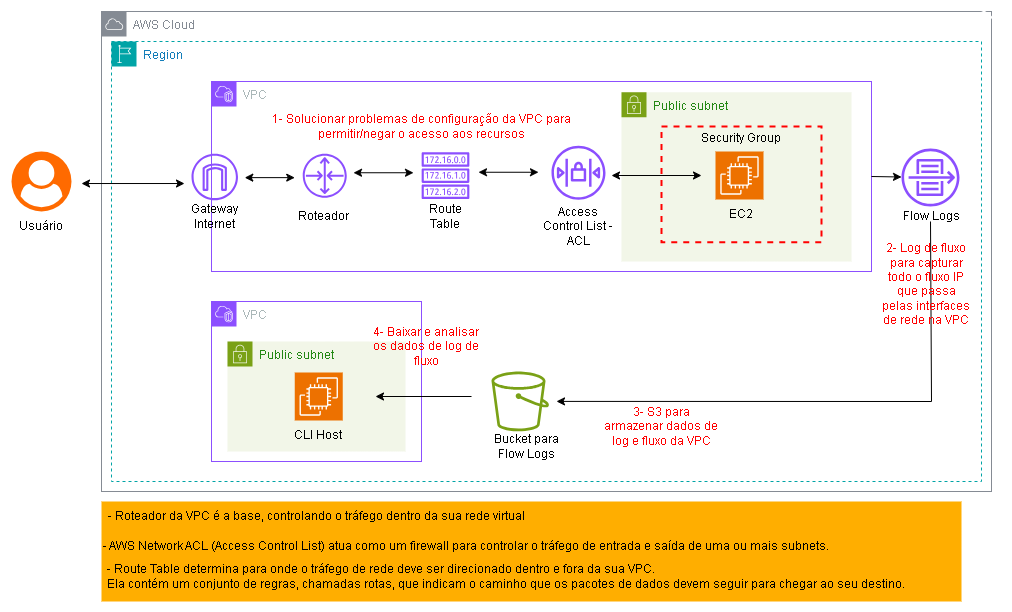 AWS Cloud
Region
VPC
1- Solucionar problemas de configuração da VPC para
permitir/negar o acesso aos recursos
Public subnet
Security Group
172.16.0.0
172.16.1.0
172.16.2.0
EC2
Usuário
Gateway
Internet
Roteador
Route
Table
Access
Control List -
ACL
Flow Logs
2- Log de fluxo
para capturar
todo o fluxo IP
que passa
pelas interfaces
de rede na VPC
VPC
4- Baixar e analisar
os dados de log de
fluxo
Public subnet
CLI Host
Bucket para
Flow Logs
3- S3 para
armazenar dados de
log e fluxo da VPC
- Roteador da VPC é a base, controlando o tráfego dentro da sua rede virtual
- AWS Network ACL (Access Control List) atua como um firewall para controlar o tráfego de entrada e saída de uma ou mais subnets.
- Route Table determina para onde o tráfego de rede deve ser direcionado dentro e fora da sua VPC.
Ela contém um conjunto de regras, chamadas rotas, que indicam o caminho que os pacotes de dados devem seguir para chegar ao seu destino.